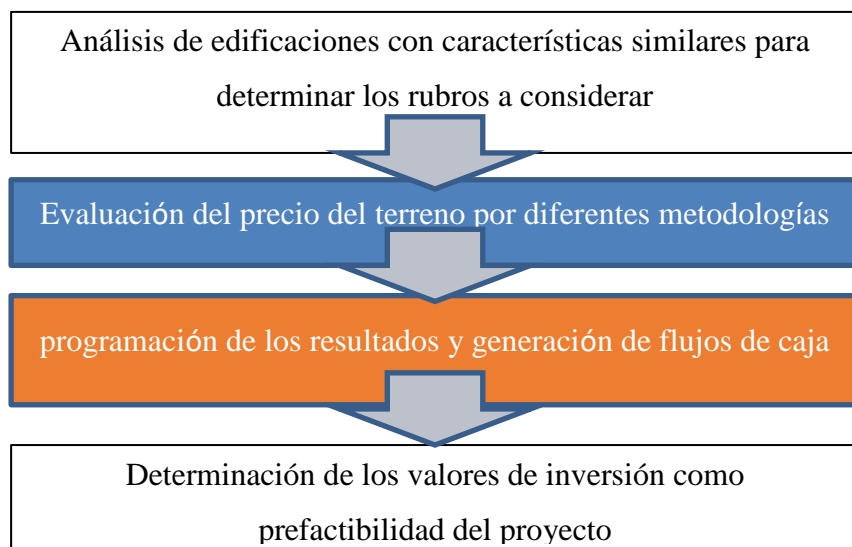 Análisis de edificaciones con características similares para
determinar los rubros a considerar
Evaluación del precio del terreno por diferentes metodologías
programación de los resultados y generación de flujos de caja
Determinación de los valores de inversión como
prefactibilidad del proyecto